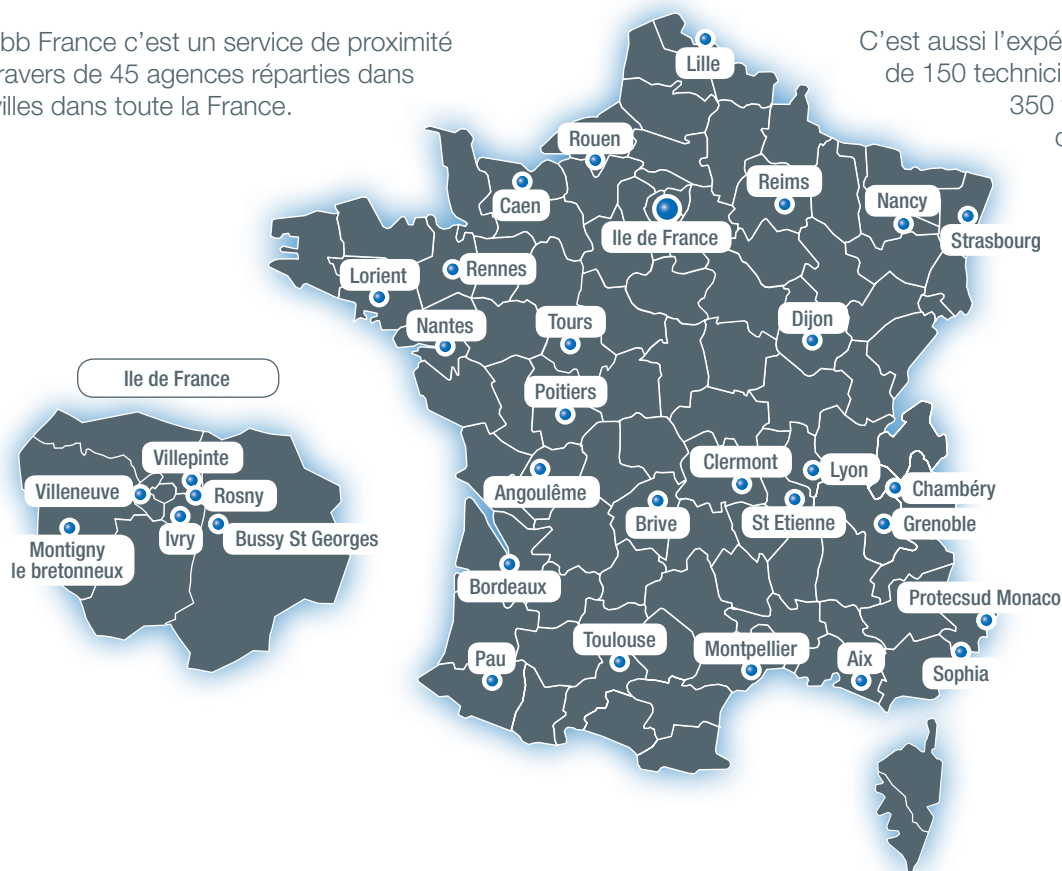 bb France c’est un service de proximité
ravers de 45 agences réparties dans
villes dans toute la France.
C’est aussi l’expé
de 150 technici
350
Lille
Rouen
Caen
Reims
Nancy
Strasbourg
Ile de France
Lorient
Rennes
Nantes
Tours
Dijon
Poitiers
Angoulême
Clermont
Lyon
Chambéry
Brive
St Etienne
Grenoble
Bordeaux
Protecsud Monaco
Pau
Toulouse
Montpellier
Aix
Sophia
Ile de France
Villepinte
Villeneuve
Rosny
Ivry
Bussy St Georges
Montigny
le bretonneux